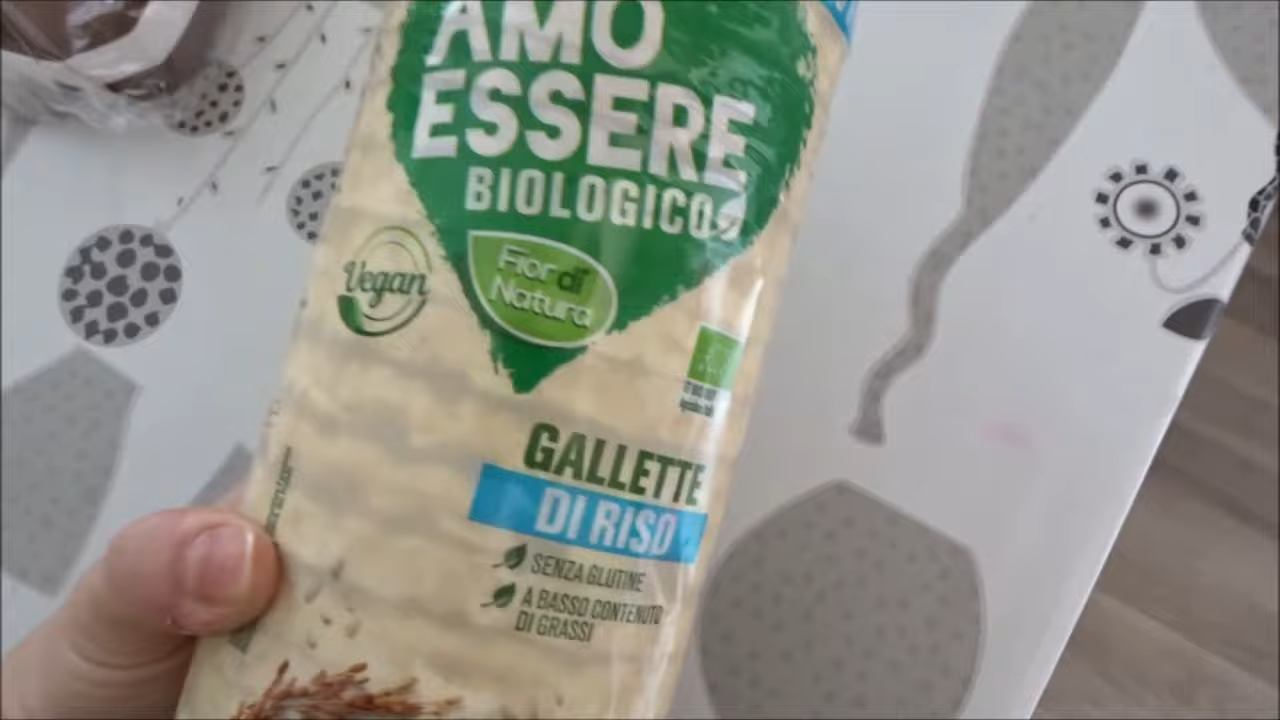 AMO
ESSERE
BIOLOGICO
Vegan
Fior di
Natura
GALLETTE
DI RISO
SENZA GLUTINE
A BASSO CONTENUTO
DI GRASSI